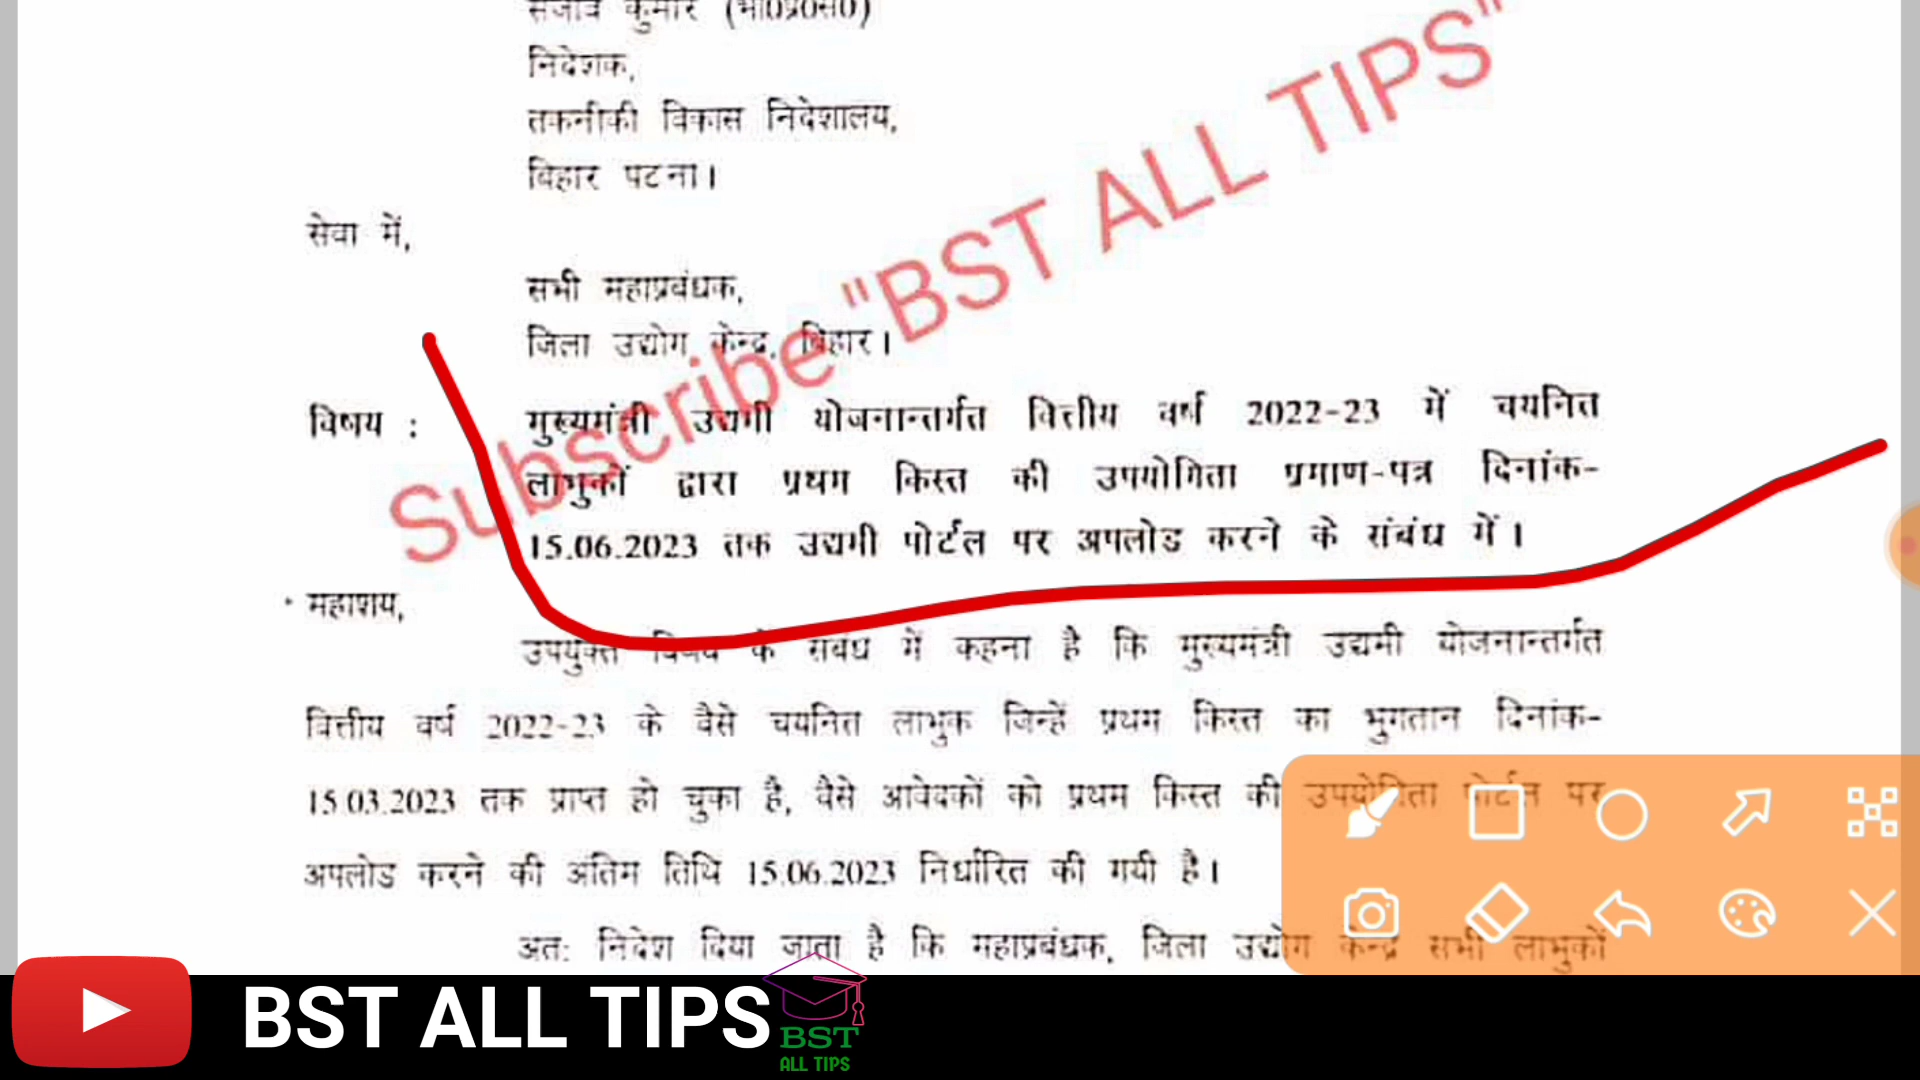 संजीव कुमार (भा0प्र0से0)
निदेशक,
तकनीकी विकास निदेशालय,
बिहार पटना।
सेवा में,
सभी महाप्रबंधक,
जिला उद्योग केन्द्र, बिहार।
विषय : मुख्यमंत्री उद्यमी योजनान्तर्गत वित्तीय वर्ष 2022-23 में चयनित
लाभुकों द्वारा प्रथम किस्त की उपयोगिता प्रमाण-पत्र दिनांक-
15.06.2023 तक उद्यमी पोर्टल पर अपलोड करने के संबंध में।
महाशय,
उपर्युक्त विषय के संबंध में कहना है कि मुख्यमंत्री उद्यमी योजनान्तर्गत
वित्तीय वर्ष 2022-23 के वैसे चयनित लाभुक जिन्हें प्रथम किस्त का भुगतान दिनांक-
15.03.2023 तक प्राप्त हो चुका है, वैसे आवेदकों को प्रथम किस्त की उपयोगिता पोर्टल पर
अपलोड करने की अंतिम तिथि 15.06.2023 निर्धारित की गयी है।
अत: निदेश दिया जाता है कि महाप्रबंधक, जिला उद्योग केन्द्र सभी लाभुकों
Subscribe "BST ALL TIPS"
BST ALL TIPS
BST
ALL TIPS